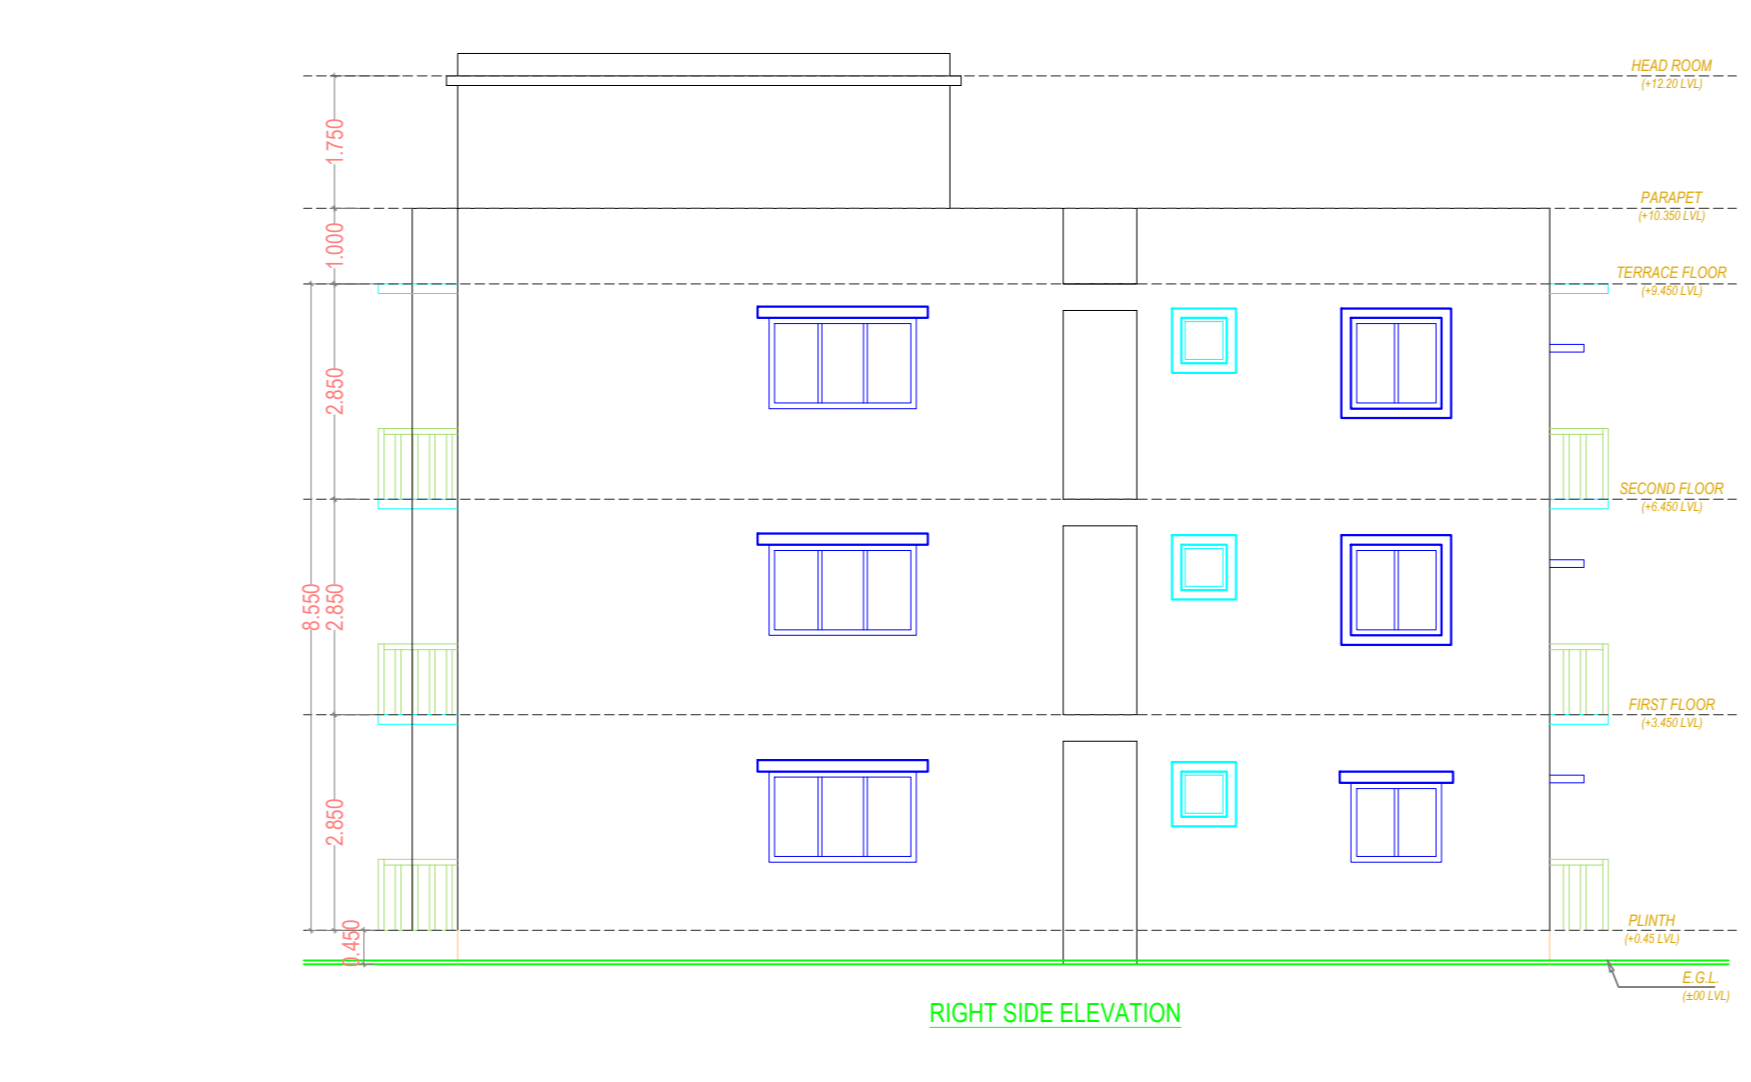 HEAD ROOM
(+12.20 LVL)
1.750
PARAPET
(+10.350 LVL)
1.000
TERRACE FLOOR
(+9.450 LVL)
2.850
SECOND FLOOR
(+6.450 LVL)
8.550
2.850
FIRST FLOOR
(+3.450 LVL)
2.850
PLINTH
(+0.45 LVL)
0.450
E.G.L.
(±00 LVL)
RIGHT SIDE ELEVATION